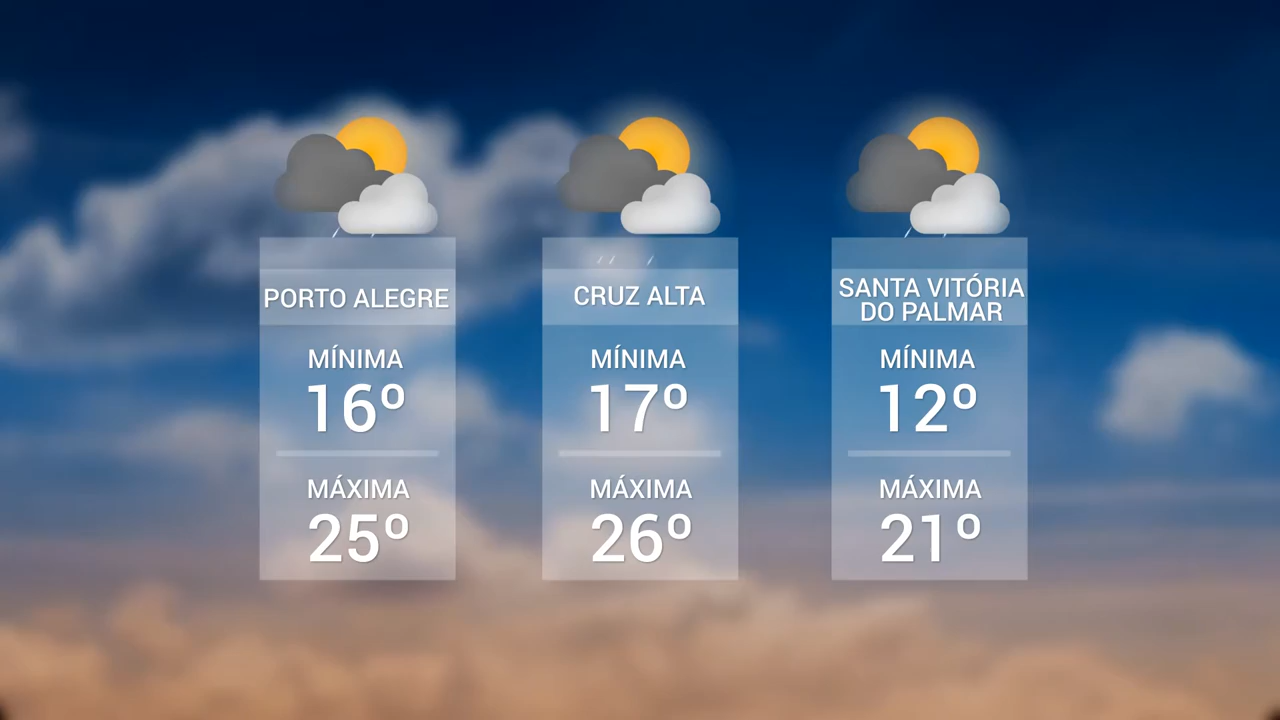 PORTO ALEGRE
MÍNIMA
16º
MÁXIMA
25º
CRUZ ALTA
MÍNIMA
17º
MÁXIMA
26º
SANTA VITÓRIA
DO PALMAR
MÍNIMA
12º
MÁXIMA
21º